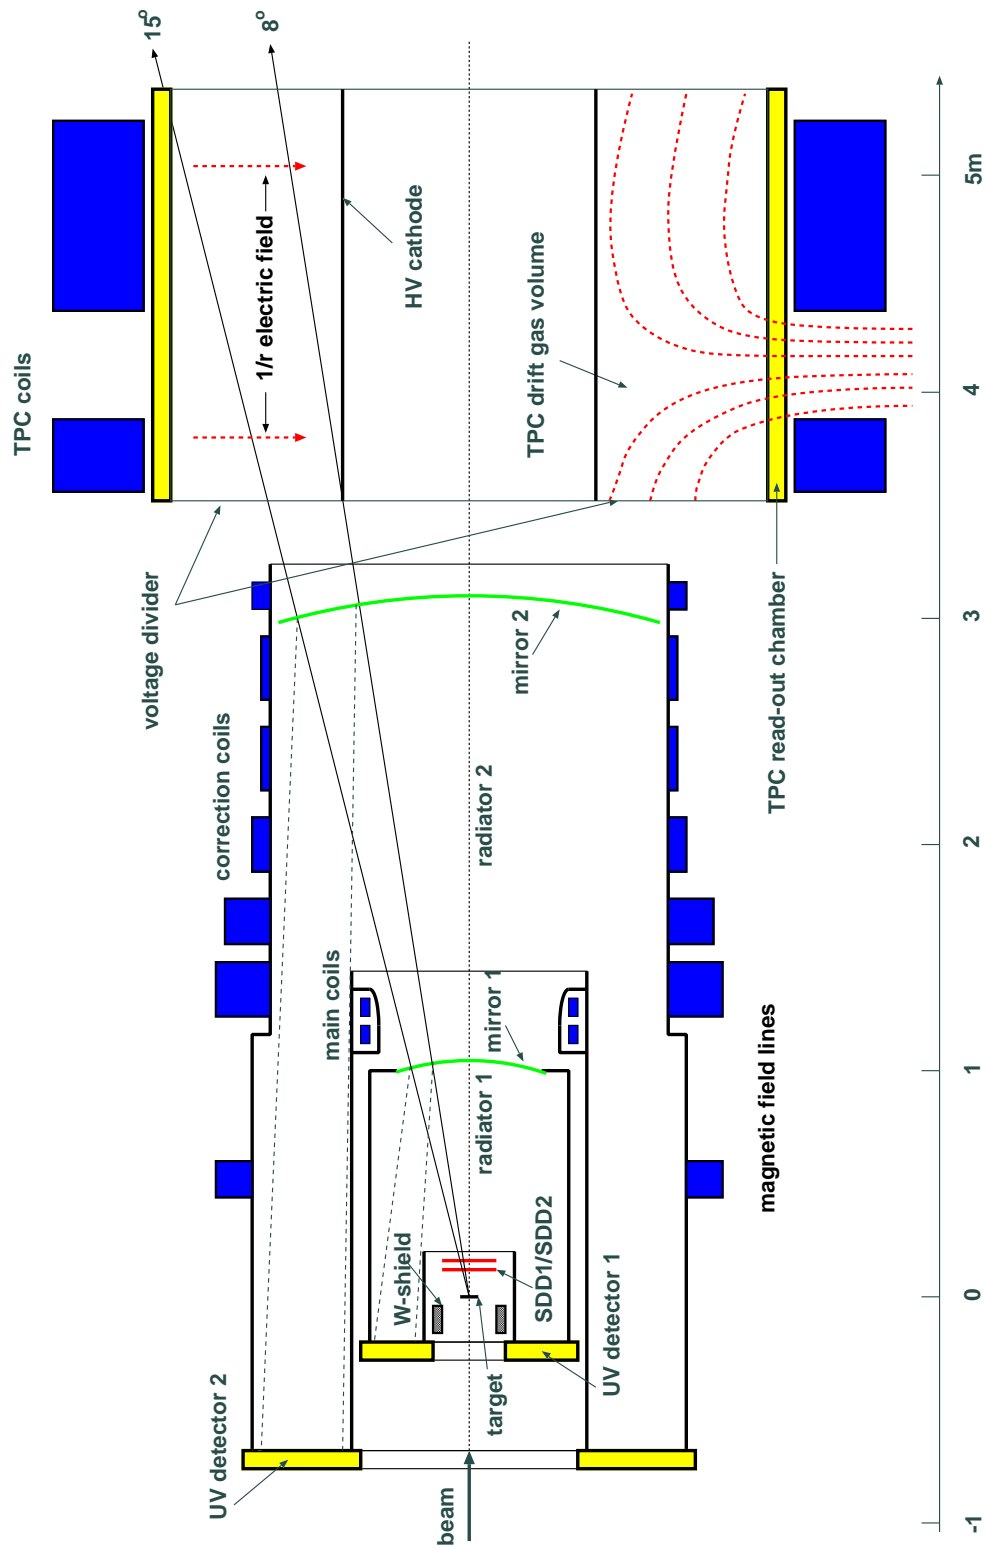 UV detector 2
beam
target
UV detector 1
W-shield
SDD1/SDD2
radiator 1
mirror 1
main coils
correction coils
radiator 2
mirror 2
voltage divider
TPC read-out chamber
magnetic field lines
TPC coils
1/r electric field
HV cathode
TPC drift gas volume
15°
8°
-1
0
1
2
3
4
5m